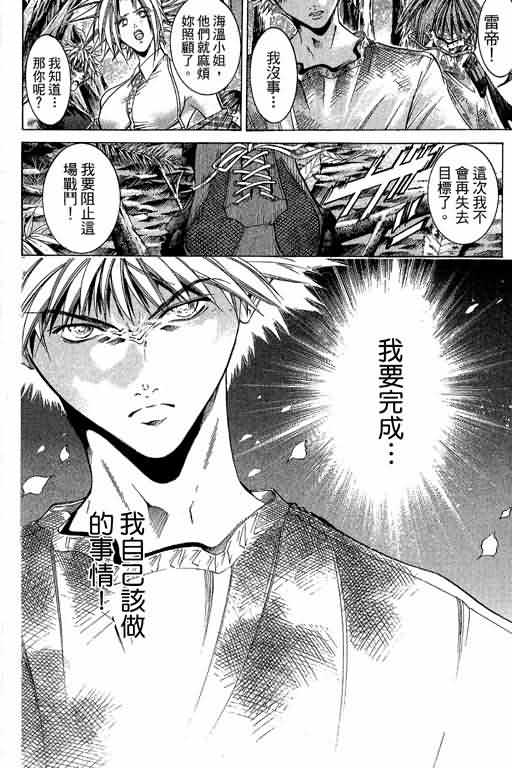 雷帝！
我沒
事…
海溫小姐，
他們就麻煩
妳照顧了。
我知道…
那你呢？
這次我不
會再失去
目標了。
我要阻止這
場戰鬥！
我要完成…
我自己該做
的事情！